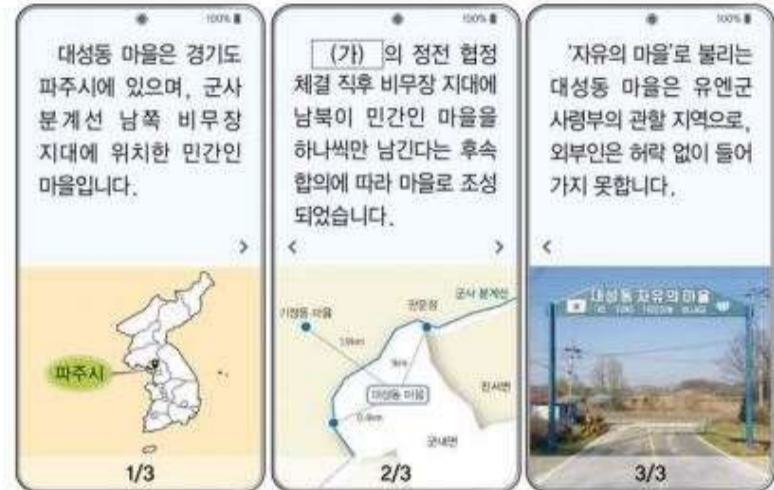 100%
대성동 마을은 경기도
파주시에 있으며, 군사
분계선 남쪽 비무장
지대에 위치한 민간인
마을입니다.
파주시
1/3
100%
(가) 의 정전 협정
체결 직후 비무장 지대에
남북이 민간인 마을을
하나씩만 남긴다는 후속
합의에 따라 마을로 조성
되었습니다.
군사 분계선
기정동 마을
판문점
1.8km
1km
대성동 마을
진서면
0.4km
군내면
2/3
100%
'자유의 마을'로 불리는
대성동 마을은 유엔군
사령부의 관할 지역으로,
외부인은 허락 없이 들어
가지 못합니다.
대성동 자유의 마을
3/3